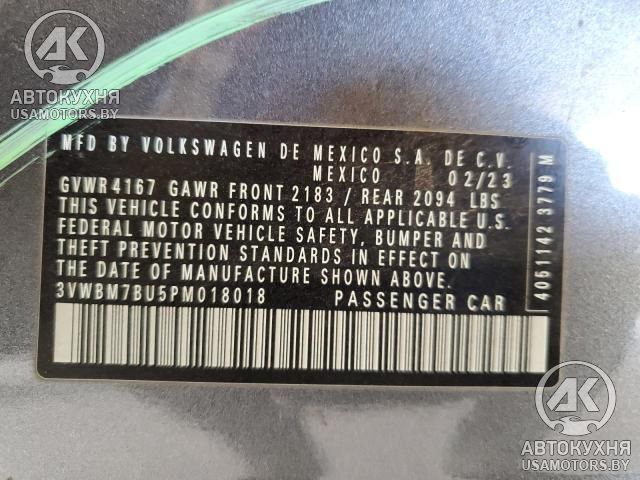 AK
АВТОКУХНЯ
USAMOTORS.BY
MFD BY VOLKSWAGEN DE MEXICO S.A. DE C.V.
MEXICO 02/23
GVWR 4167 GAWR FRONT 2183 / REAR 2094 LBS
THIS VEHICLE CONFORMS TO ALL APPLICABLE U.S.
FEDERAL MOTOR VEHICLE SAFETY, BUMPER AND
THEFT PREVENTION STANDARDS IN EFFECT ON
THE DATE OF MANUFACTURE SHOWN ABOVE.
3VWBM7BU5PM018018 PASSENGER CAR
4051142 3779 M
AK
АВТОКУХНЯ
USAMOTORS.BY